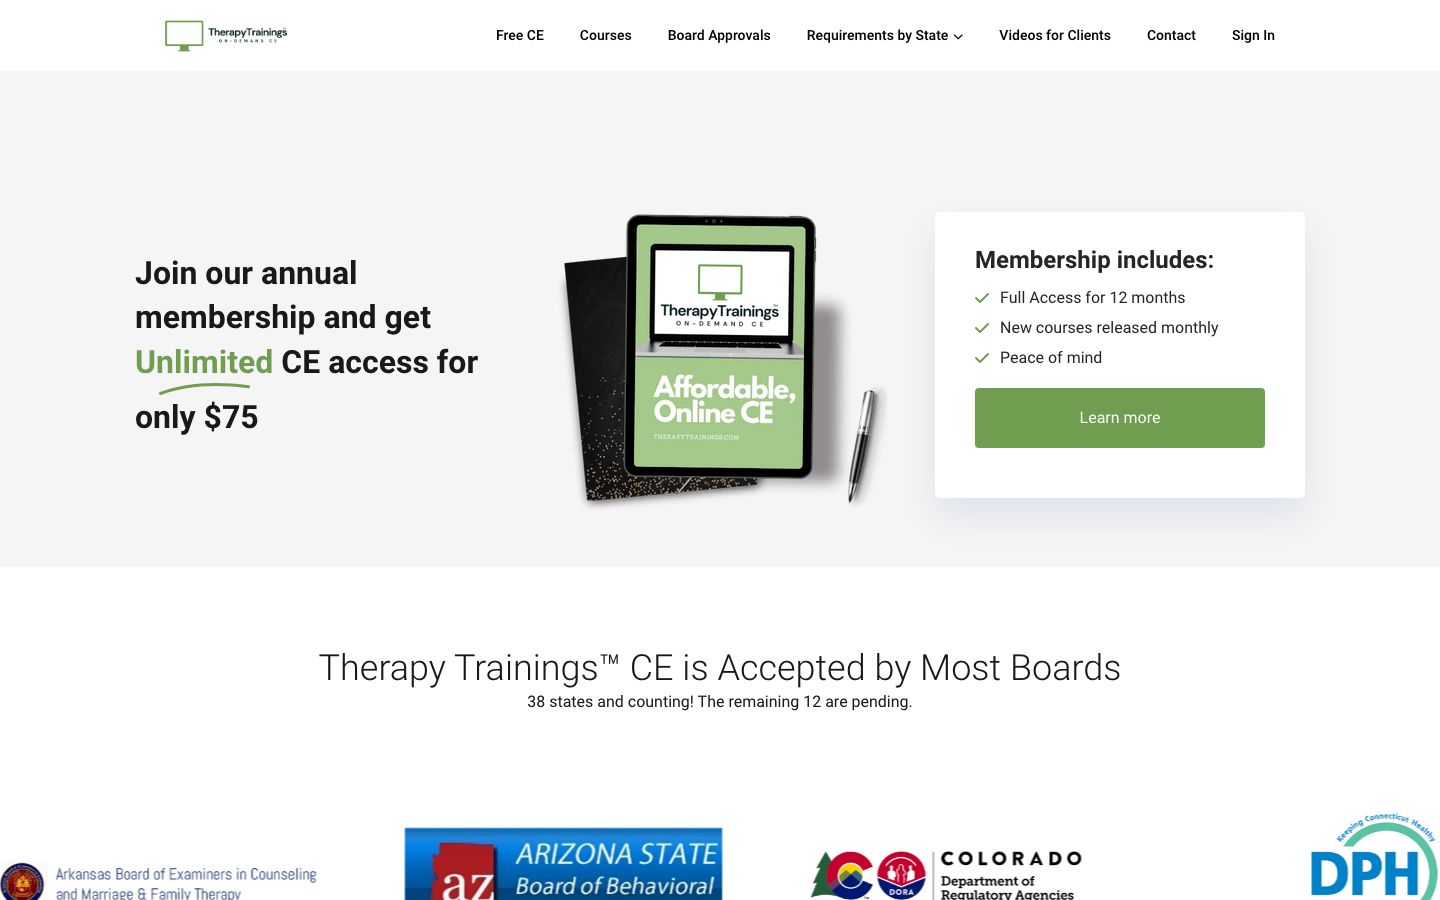 TherapyTrainings
ON-DEMAND CE
Free CE
Courses
Board Approvals
Requirements by State
Videos for Clients
Contact
Sign In
Join our annual
membership and get
Unlimited CE access for
only $75
TherapyTrainings™
ON-DEMAND CE
Affordable,
Online CE
THERAPYTRAININGS.COM
Membership includes:
Full Access for 12 months
New courses released monthly
Peace of mind
Learn more
Therapy Trainings™ CE is Accepted by Most Boards
38 states and counting! The remaining 12 are pending.
Arkansas Board of Examiners in Counseling
and Marriage & Family Therapy
az
ARIZONA STATE
Board of Behavioral
DORA
COLORADO
Department of
Regulatory Agencies
Keeping Connecticut Healthy
DPH